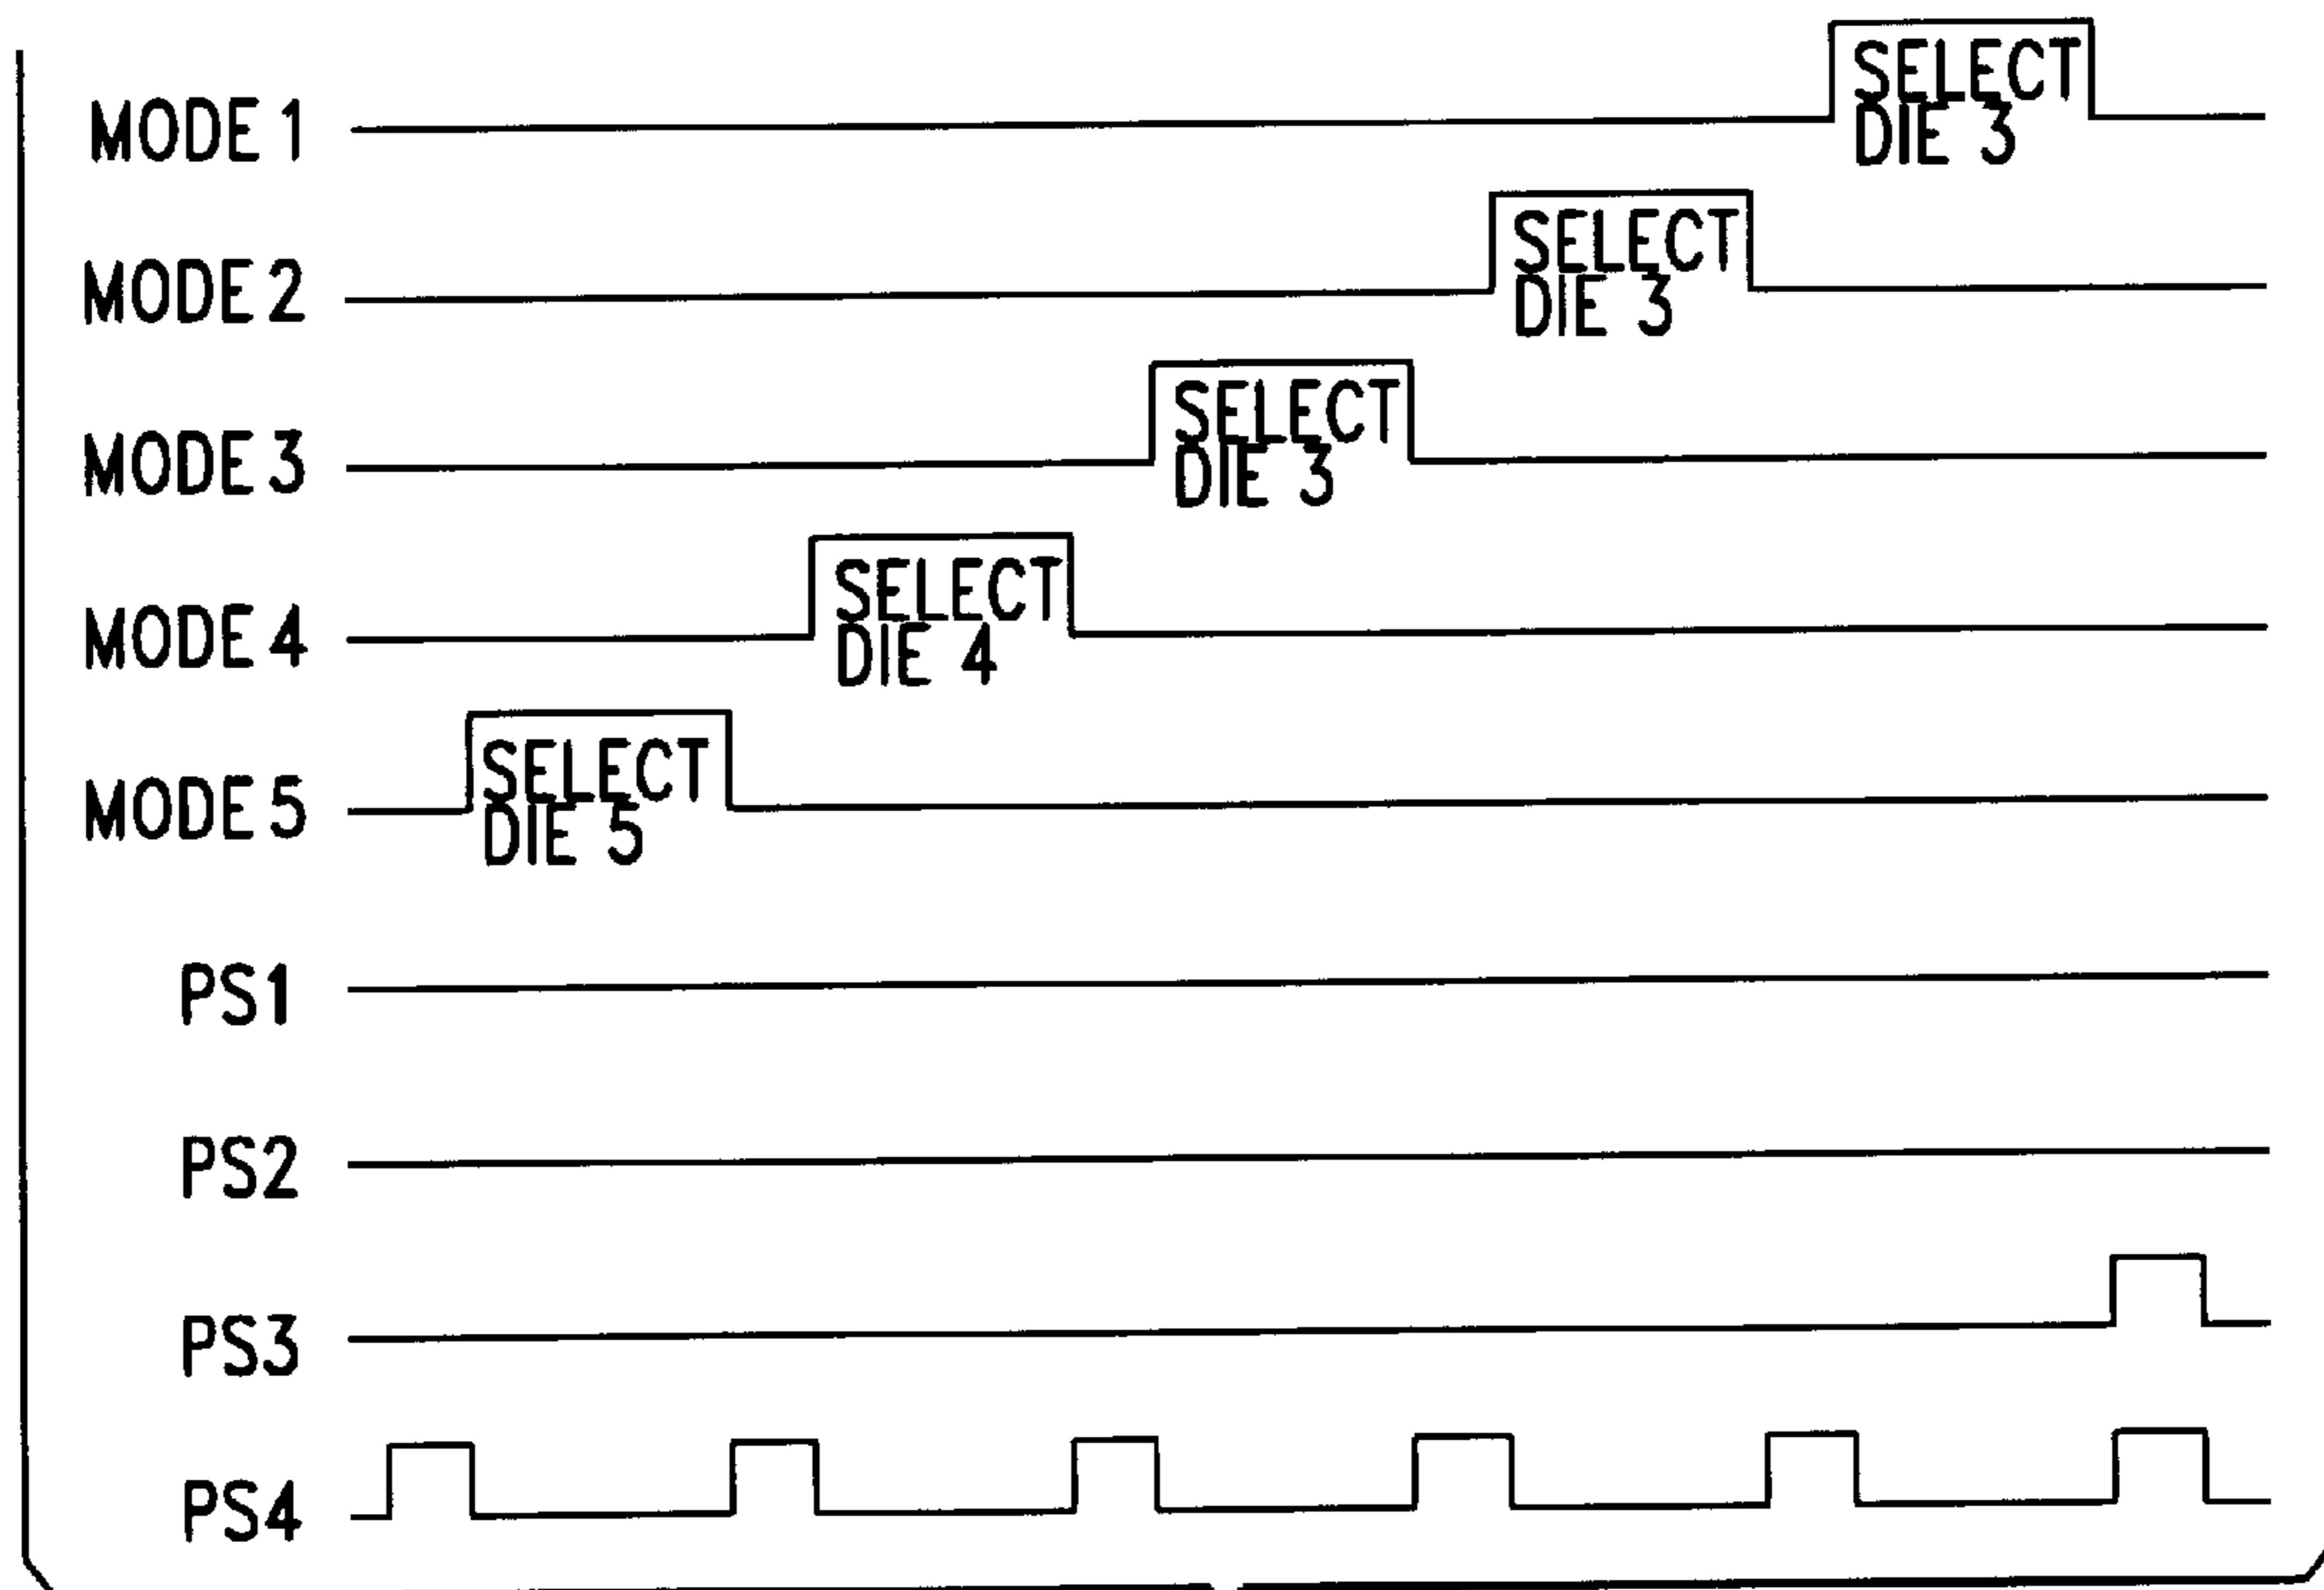 MODE 1
SELECT
DIE 3
MODE 2
SELECT
DIE 3
MODE 3
SELECT
DIE 3
MODE 4
SELECT
DIE 4
MODE 5
SELECT
DIE 5
PS1
PS2
PS3
PS4